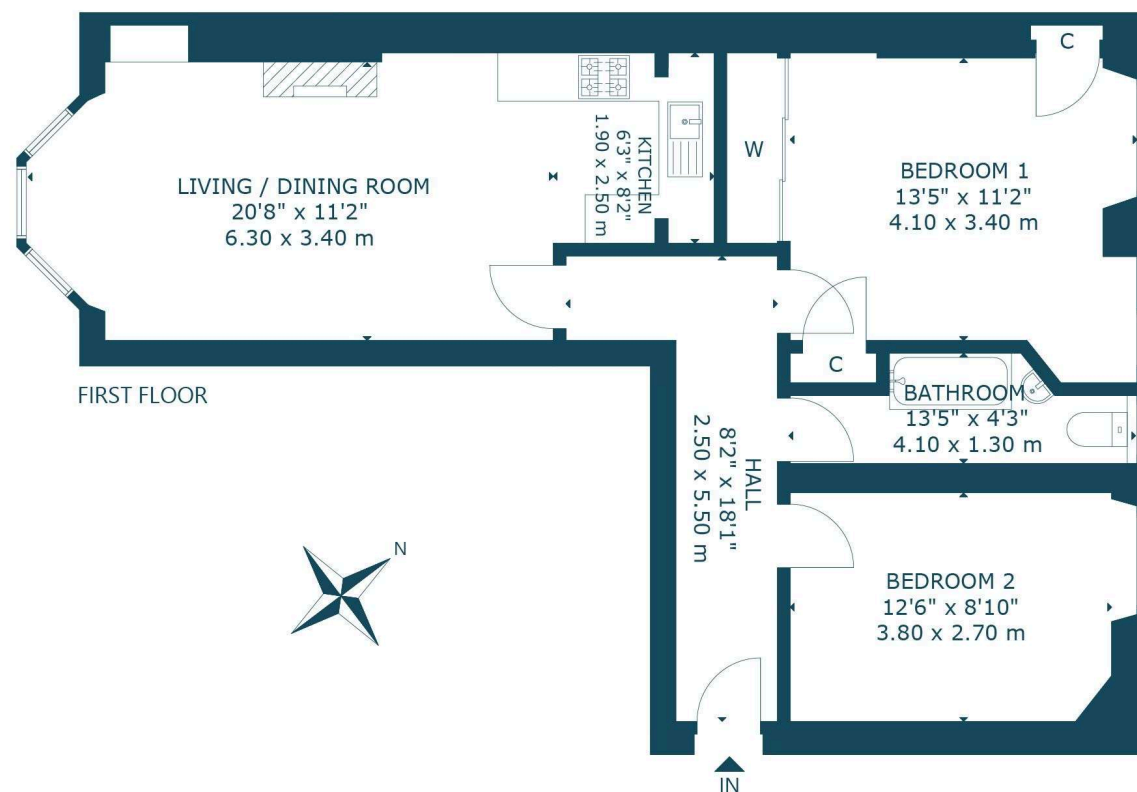 C
W
BEDROOM 1
13'5" x 11'2"
4.10 x 3.40 m
LIVING / DINING ROOM
20'8" x 11'2"
6.30 x 3.40 m
KITCHEN
6'3" x 8'2"
1.90 x 2.50 m
FIRST FLOOR
C
BATHROOM
13'5" x 4'3"
4.10 x 1.30 m
HALL
8'2" x 18'1"
2.50 x 5.50 m
N
BEDROOM 2
12'6" x 8'10"
3.80 x 2.70 m
IN